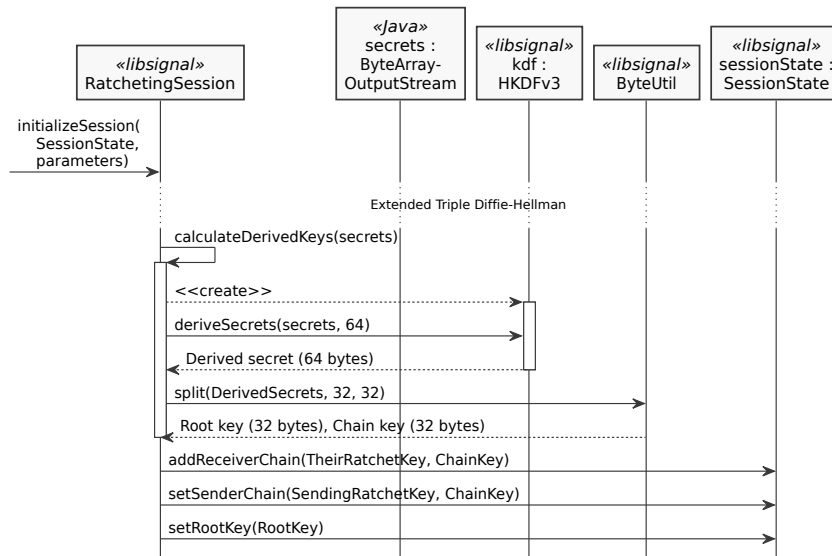 «libsignal»
RatchetingSession
«Java»
secrets :
ByteArray-
OutputStream
«libsignal»
kdf :
HKDFv3
«libsignal»
ByteUtil
«libsignal»
sessionState :
SessionState
initializeSession(
SessionState,
parameters)
Extended Triple Diffie-Hellman
calculateDerivedKeys(secrets)
<<create>>
deriveSecrets(secrets, 64)
Derived secret (64 bytes)
split(DerivedSecrets, 32, 32)
Root key (32 bytes), Chain key (32 bytes)
addReceiverChain(TheirRatchetKey, ChainKey)
setSenderChain(SendingRatchetKey, ChainKey)
setRootKey(RootKey)